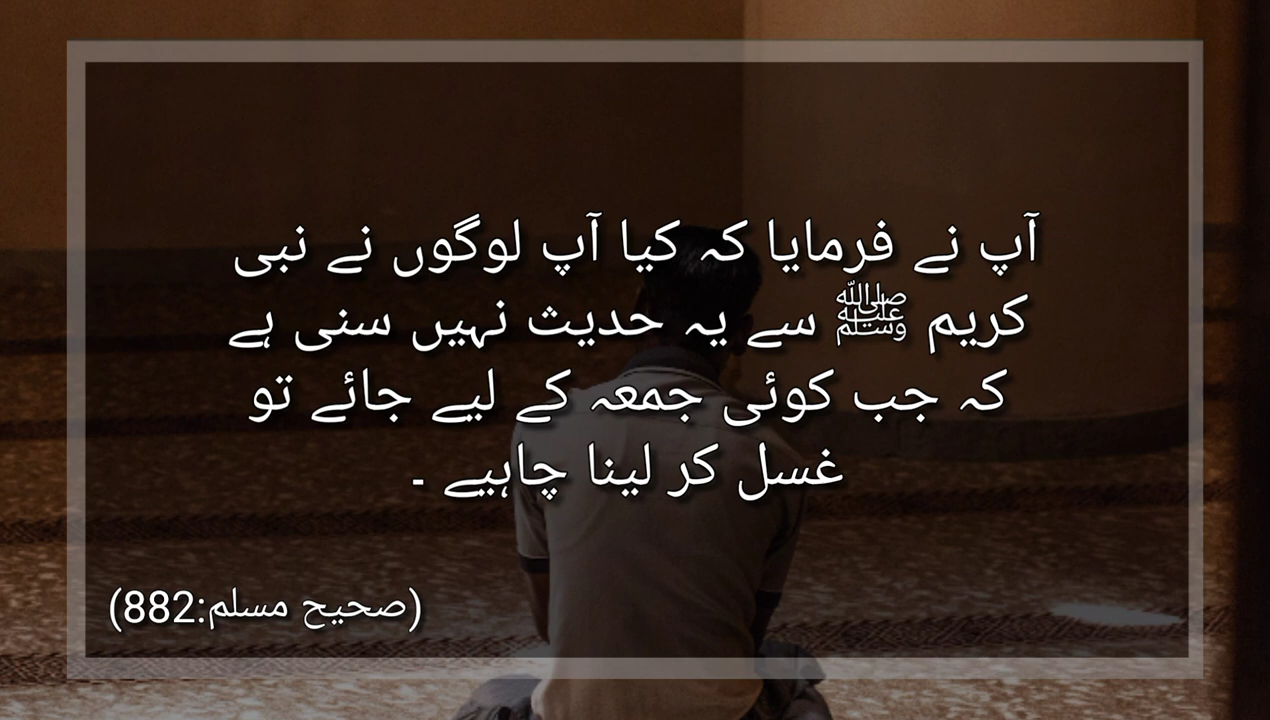 آپ نے فرمایا کہ کیا آپ لوگوں نے نبی
کریم ﷺ سے یہ حدیث نہیں سنی ہے
کہ جب کوئی جمعہ کے لیے جائے تو
غسل کر لینا چاہیے ۔
(صحیح مسلم:882)